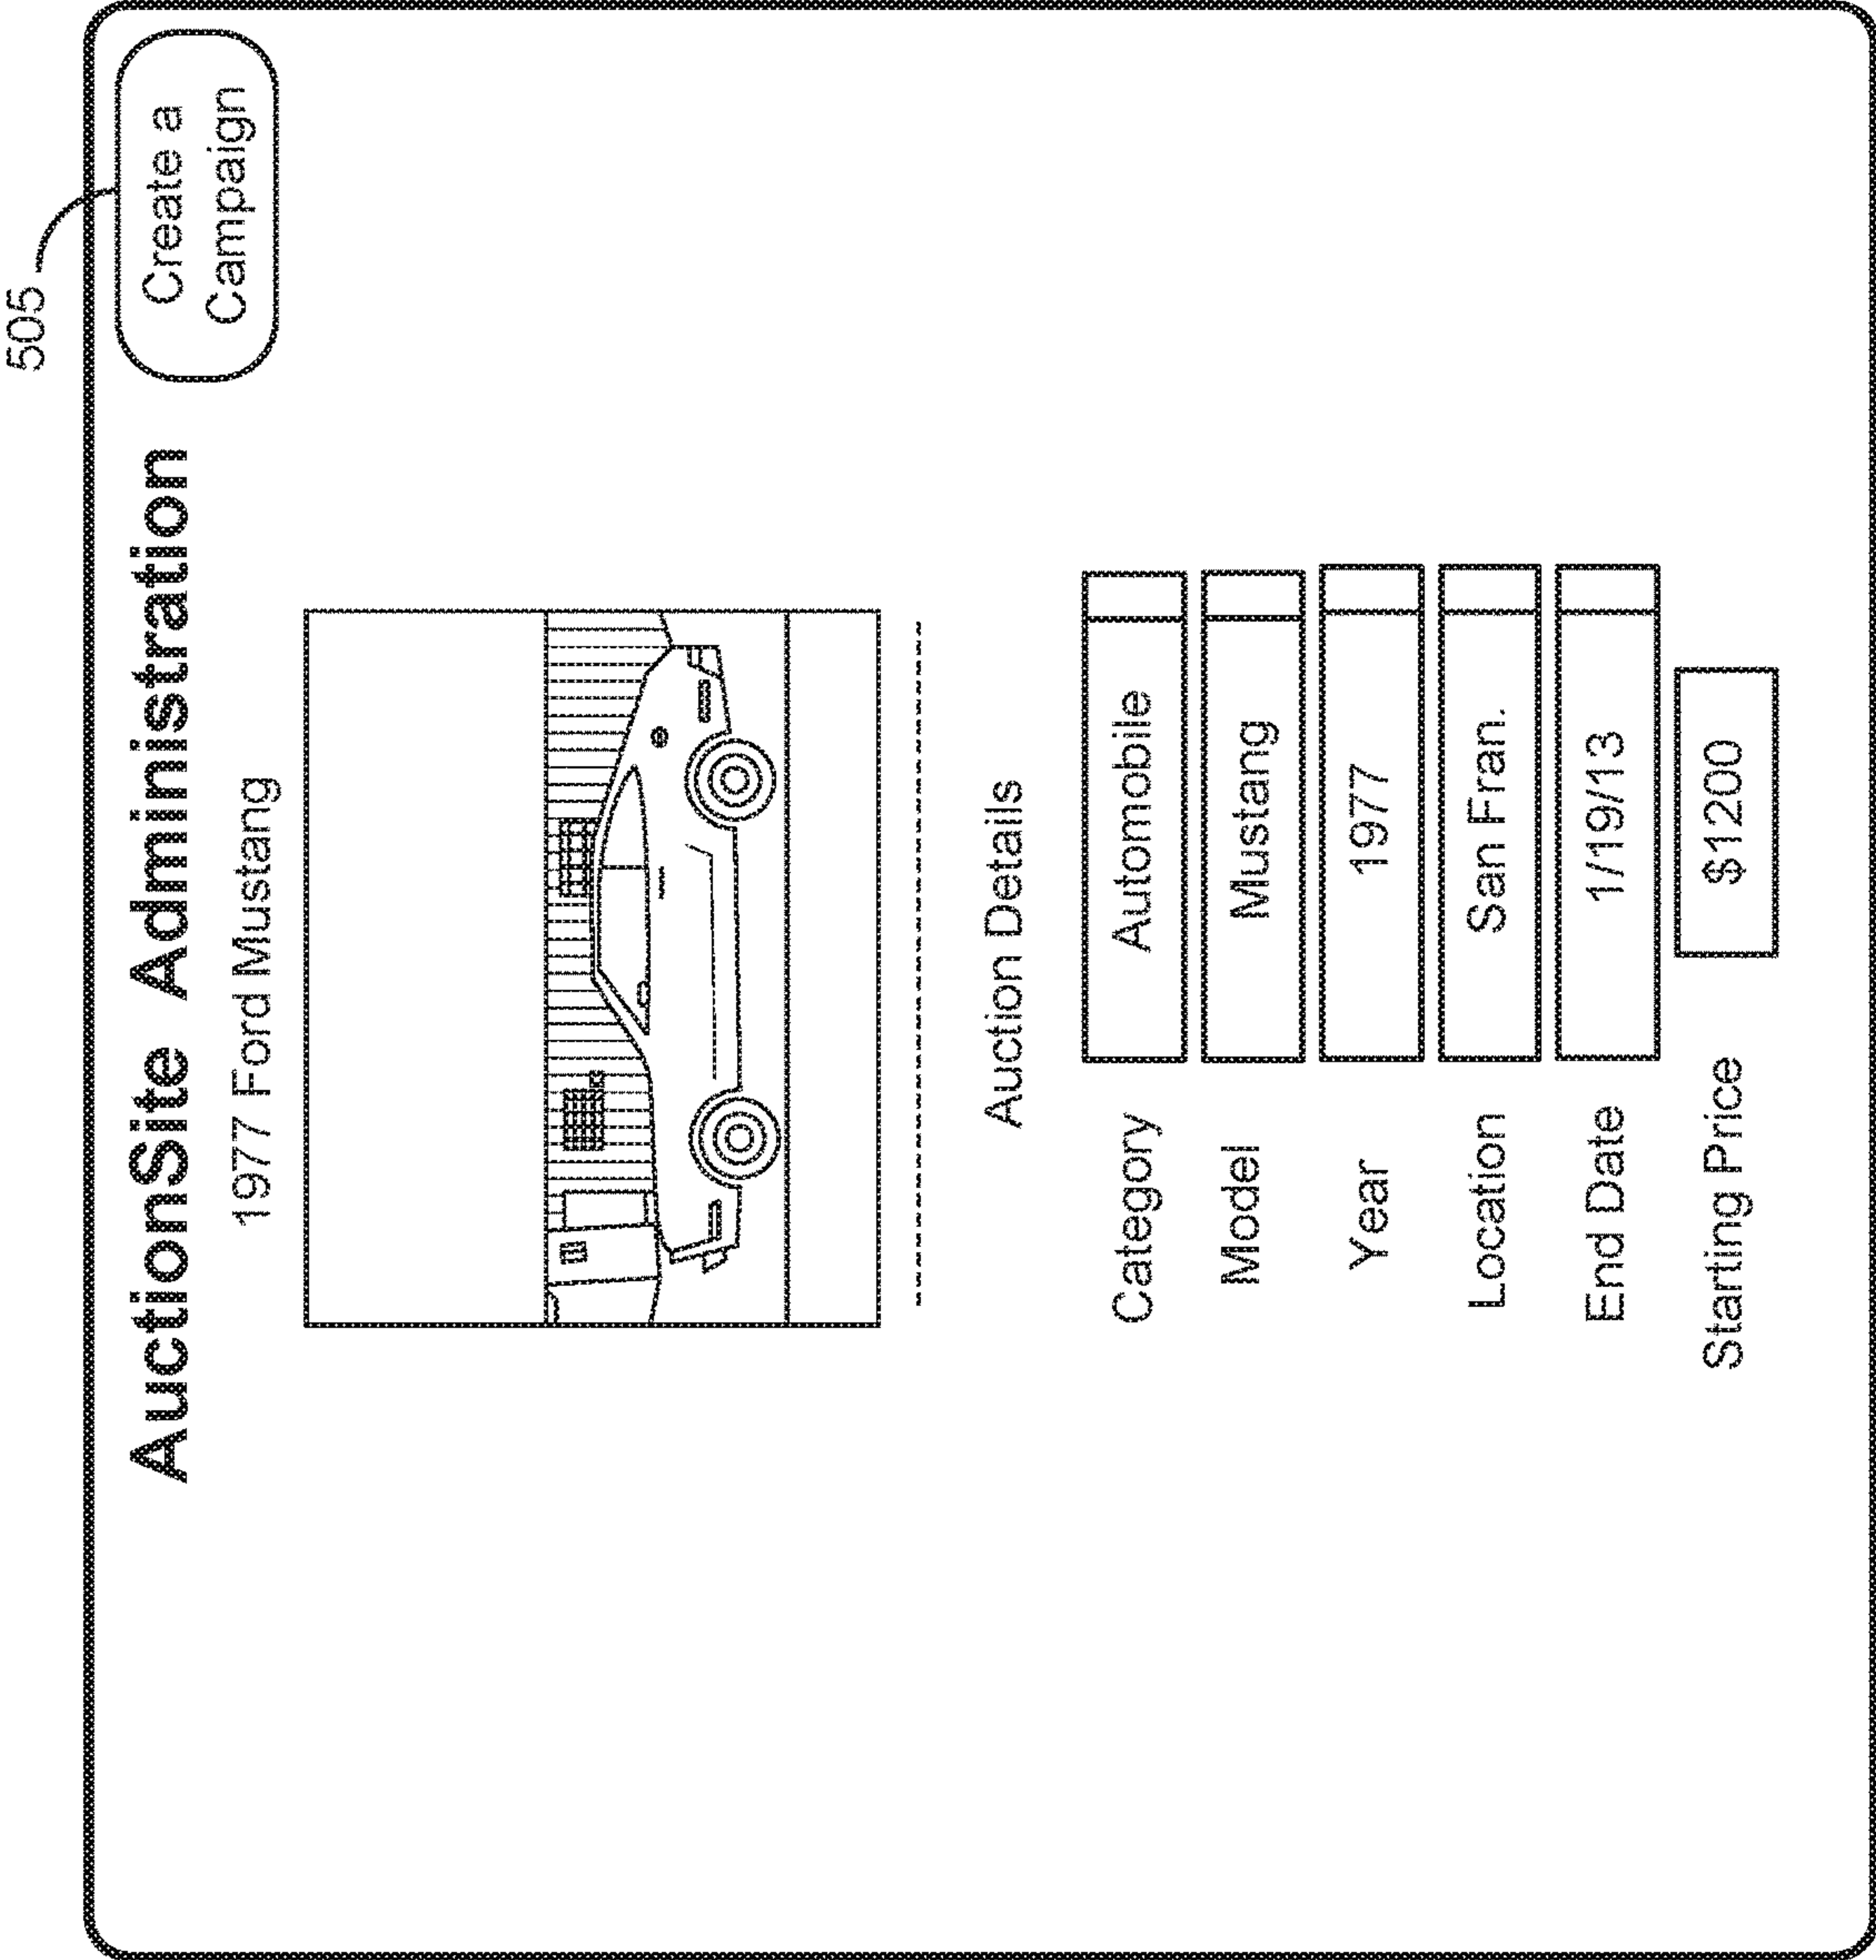 505
AuctionSite Administration
Create a
Campaign
1977 Ford Mustang
Auction Details
Category Automobile
Model Mustang
Year 1977
Location San Fran.
End Date 1/19/13
Starting Price $1200